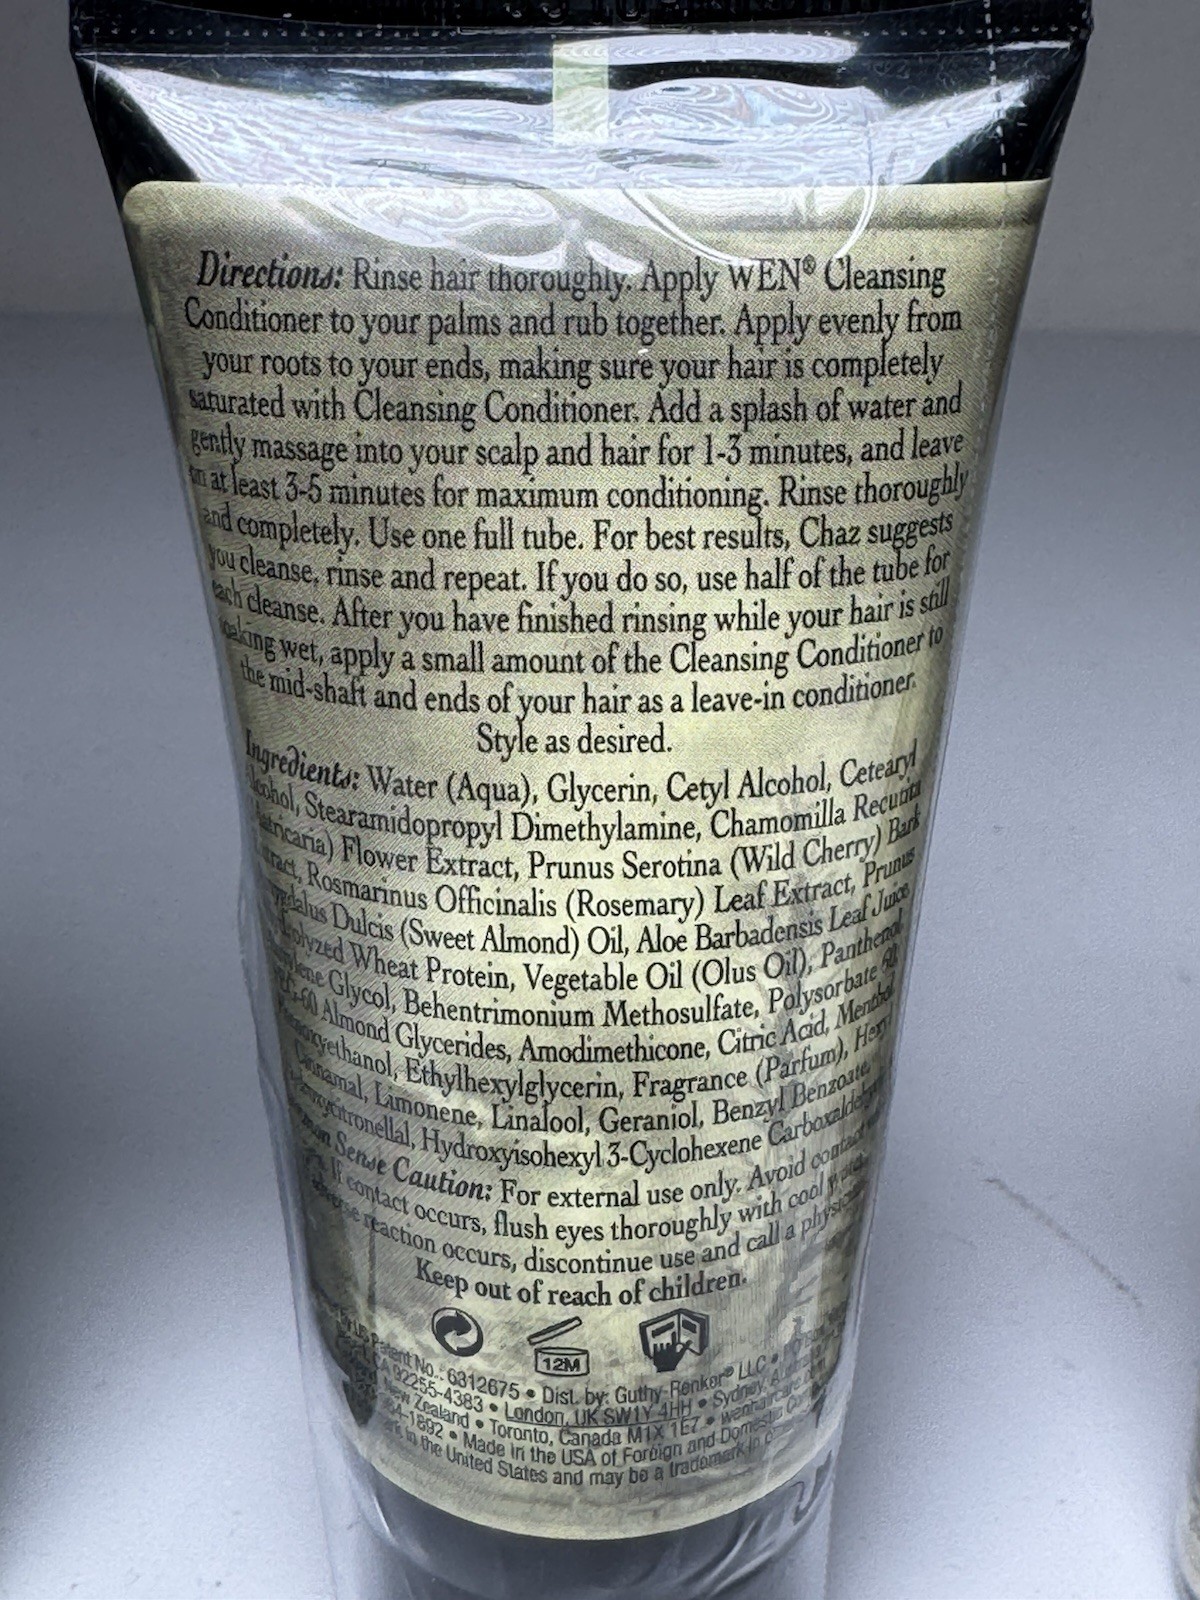 Directions: Rinse hair thoroughly. Apply WEN® Cleansing
Conditioner to your palms and rub together. Apply evenly from
your roots to your ends, making sure your hair is completely
saturated with Cleansing Conditioner. Add a splash of water and
gently massage into your scalp and hair for 1-3 minutes, and leave
on at least 3-5 minutes for maximum conditioning. Rinse thoroughly
and completely. Use one full tube. For best results, Chaz suggests
you cleanse, rinse and repeat. If you do so, use half of the tube for
each cleanse. After you have finished rinsing while your hair is still
soaking wet, apply a small amount of the Cleansing Conditioner to
the mid-shaft and ends of your hair as a leave-in conditioner.
Style as desired.
Ingredients: Water (Aqua), Glycerin, Cetyl Alcohol, Cetearyl
Alcohol, Stearamidopropyl Dimethylamine, Chamomilla Recutita
(Matricaria) Flower Extract, Prunus Serotina (Wild Cherry) Bark
Extract, Rosmarinus Officinalis (Rosemary) Leaf Extract, Prunus
Amygdalus Dulcis (Sweet Almond) Oil, Aloe Barbadensis Leaf Juice,
Hydrolyzed Wheat Protein, Vegetable Oil (Olus Oil), Panthenol,
Glycol, Behentrimonium Methosulfate, Polysorbate 60,
PEG-60 Almond Glycerides, Amodimethicone, Citric Acid, Menthol,
Phenoxyethanol, Ethylhexylglycerin, Fragrance (Parfum), Hexyl
Cinnamal, Limonene, Linalool, Geraniol, Benzyl Benzoate,
Hydroxycitronellal, Hydroxyisohexyl 3-Cyclohexene Carboxaldehyde
Common Sense Caution: For external use only. Avoid contact with
If contact occurs, flush eyes thoroughly with cool water.
adverse reaction occurs, discontinue use and call a physician.
Keep out of reach of children.
12M
US Patent No.: 6312675 • Dist. by: Guthy-Renker® LLC •
CA 92255-4383 • London, UK SW1Y 4HH • Sydney, Australia
New Zealand • Toronto, Canada M1X 1E7 • wenhaircare
-1892 • Made in the USA of Foreign and Domestic
in the United States and may be a trademark in